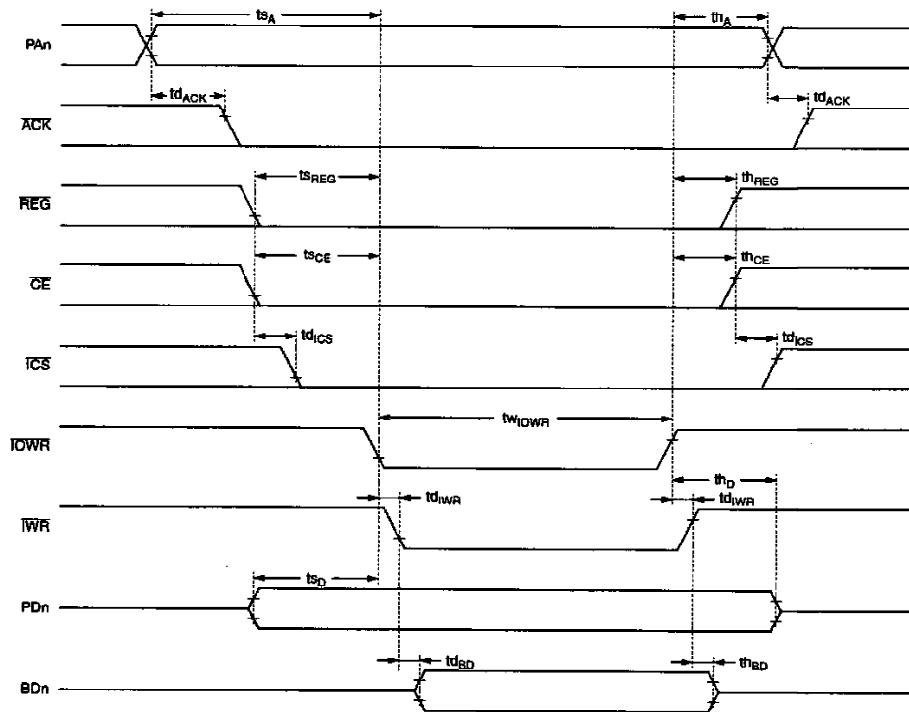 tsA thA
PAn
tdACK tdACK
ACK
tsREG thREG
REG
tsCE thCE
CE
tdICS tdICS
ICS
twIOWR
IOWR
thD
tdIWR tdIWR
IWR
tsD
PDn
tdBD thBD
BDn